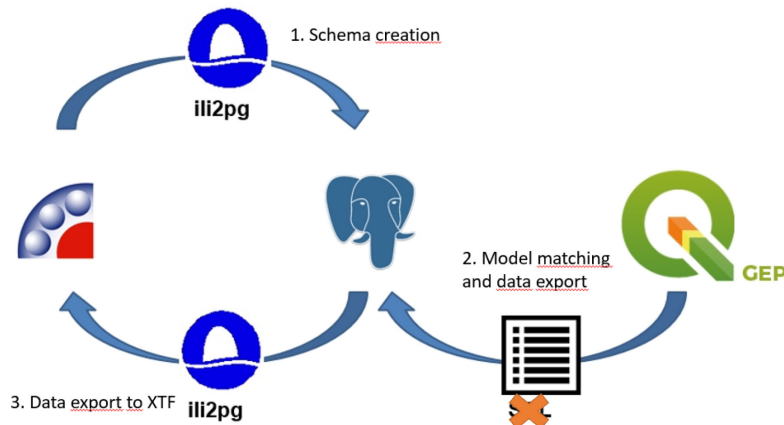 1. Schema creation
ili2pg
2. Model matching
and data export
GEP
3. Data export to XTF
ili2pg